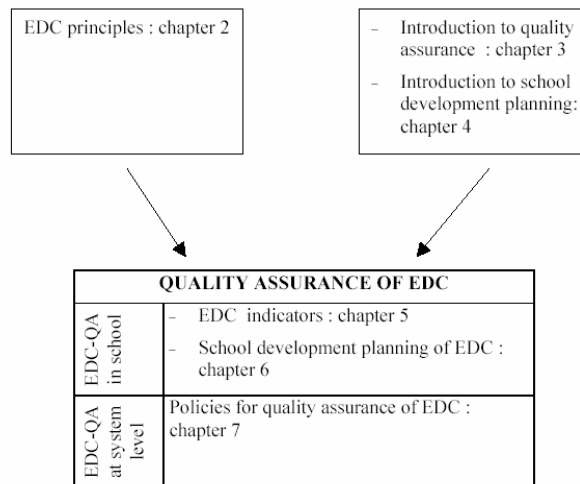 EDC principles : chapter 2
- Introduction to quality
assurance : chapter 3
- Introduction to school
development planning:
chapter 4
QUALITY ASSURANCE OF EDC
EDC-QA
in school
- EDC indicators : chapter 5
- School development planning of EDC :
chapter 6
EDC-QA
at system
level
Policies for quality assurance of EDC :
chapter 7